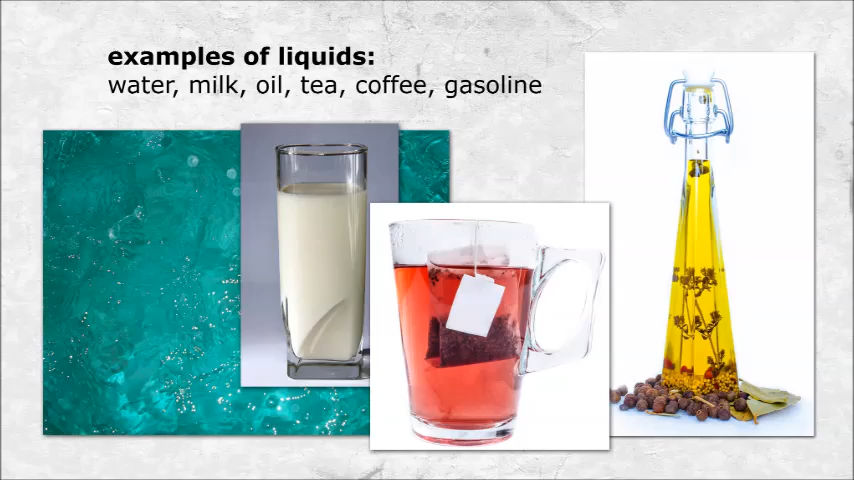 examples of liquids:
water, milk, oil, tea, coffee, gasoline